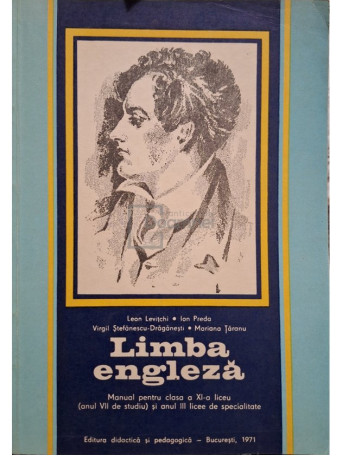 Leon Levițchi • Ion Preda
Virgil Ștefănescu-Drăgănești • Mariana Țăranu
Limba
engleză
Manual pentru clasa a XI-a liceu
(anul VII de studiu) și anul III licee de specialitate
Editura didactică și pedagogică – București, 1971